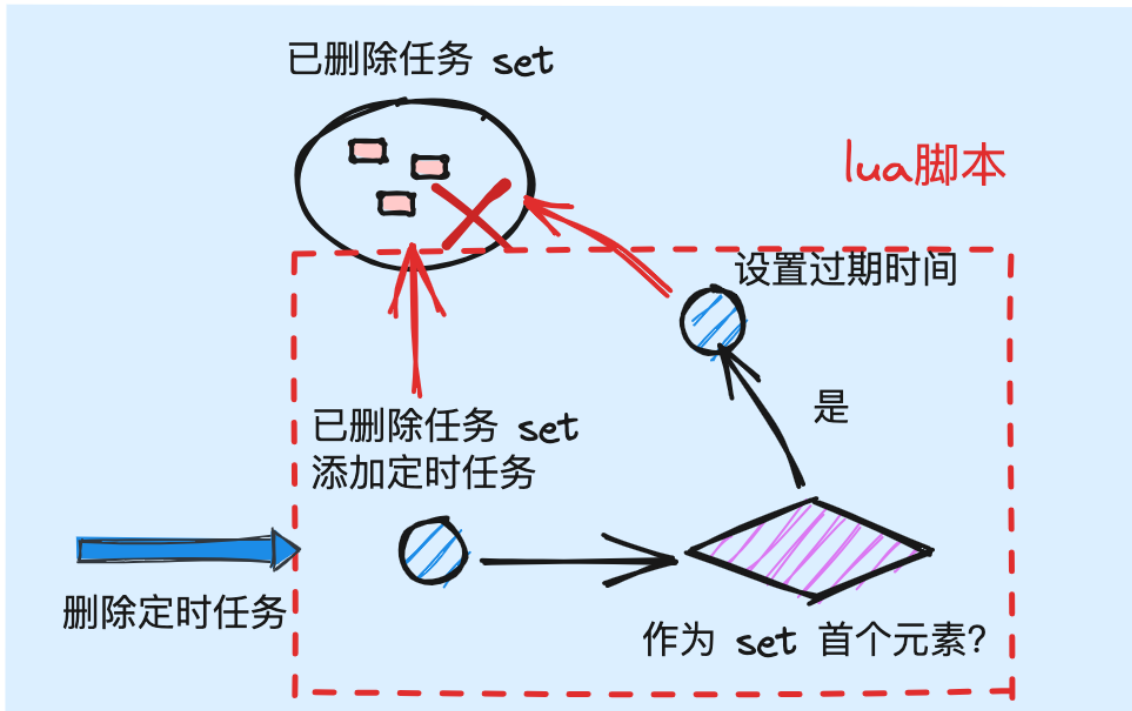 已删除任务 set
lua脚本
设置过期时间
是
已删除任务 set
添加定时任务
删除定时任务
作为 set 首个元素?